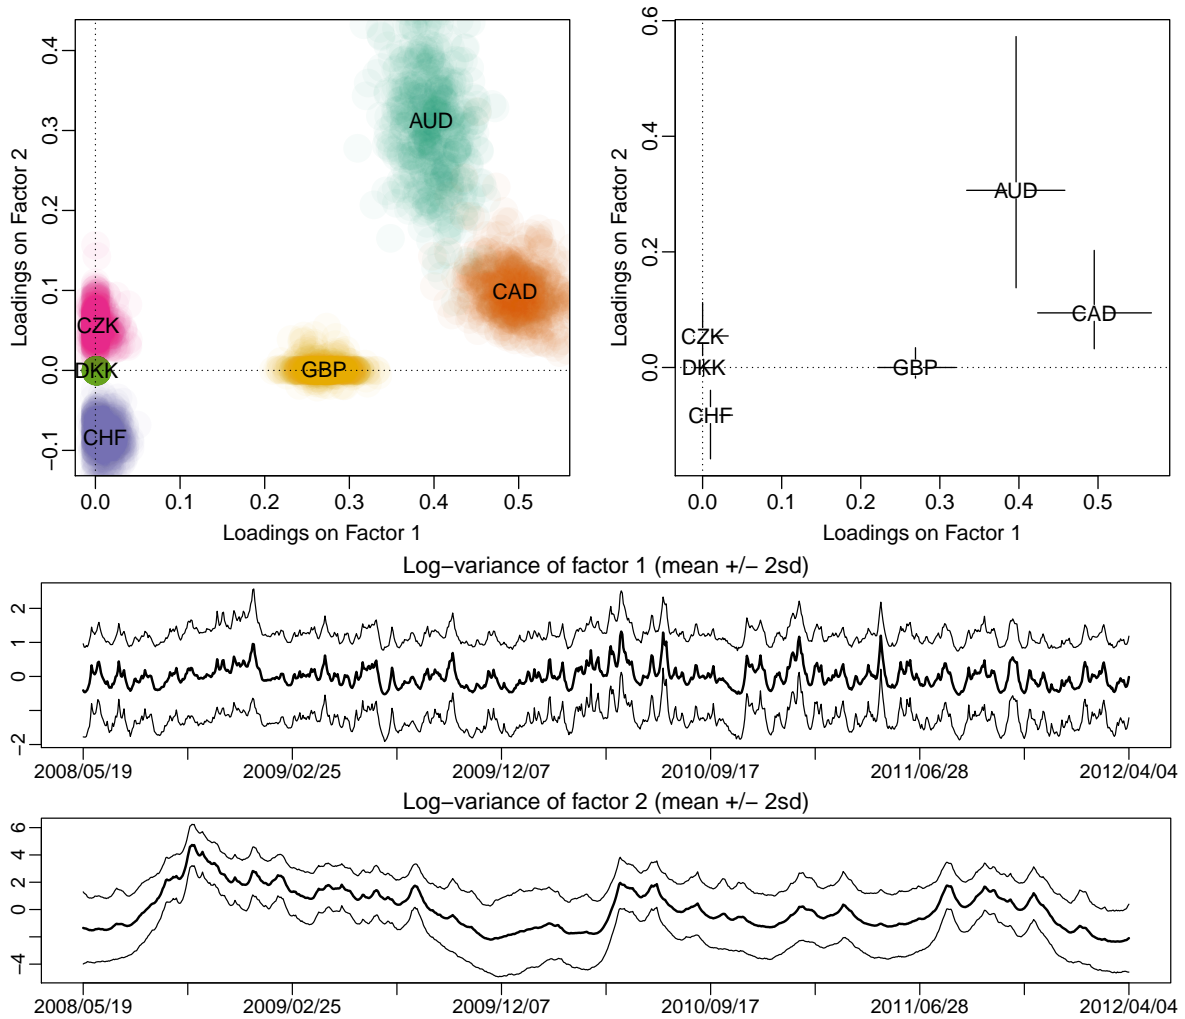 0.4
0.3
0.2
0.1
0.0
−0.1
Loadings on Factor 2
AUD
CAD
CZK
DKK
GBP
CHF
0.0 0.1 0.2 0.3 0.4 0.5
Loadings on Factor 1
0.6
0.4
0.2
0.0
Loadings on Factor 2
AUD
CAD
CZK
DKK
GBP
CHF
0.0 0.1 0.2 0.3 0.4 0.5
Loadings on Factor 1
Log−variance of factor 1 (mean +/− 2sd)
2
1
0
−2
2008/05/19 2009/02/25 2009/12/07 2010/09/17 2011/06/28 2012/04/04
Log−variance of factor 2 (mean +/− 2sd)
6
4
2
0
−4
2008/05/19 2009/02/25 2009/12/07 2010/09/17 2011/06/28 2012/04/04